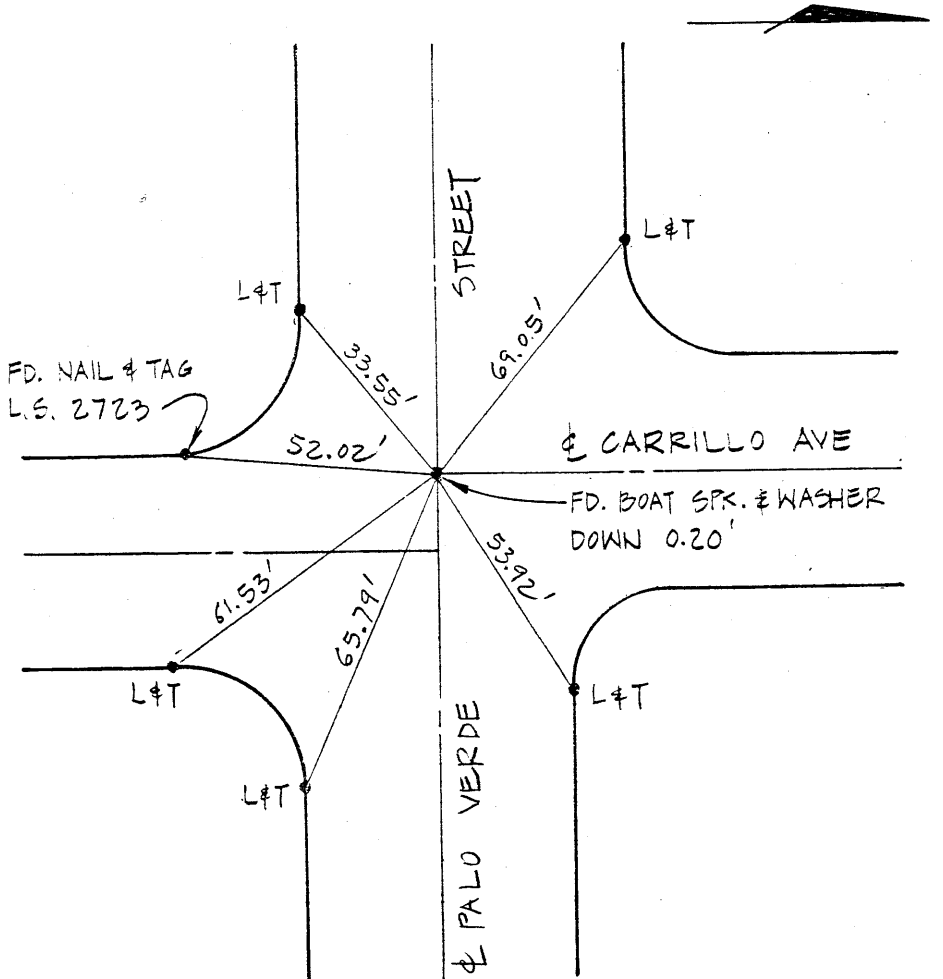 STREET
L&T
L&T
FD. NAIL & TAG
L.S. 2723
33.55'
69.05'
52.02'
℄ CARRILLO AVE
FD. BOAT SPK. & WASHER
DOWN 0.20'
53.92'
61.53'
65.79'
L&T
L&T
℄ PALO VERDE
L&T